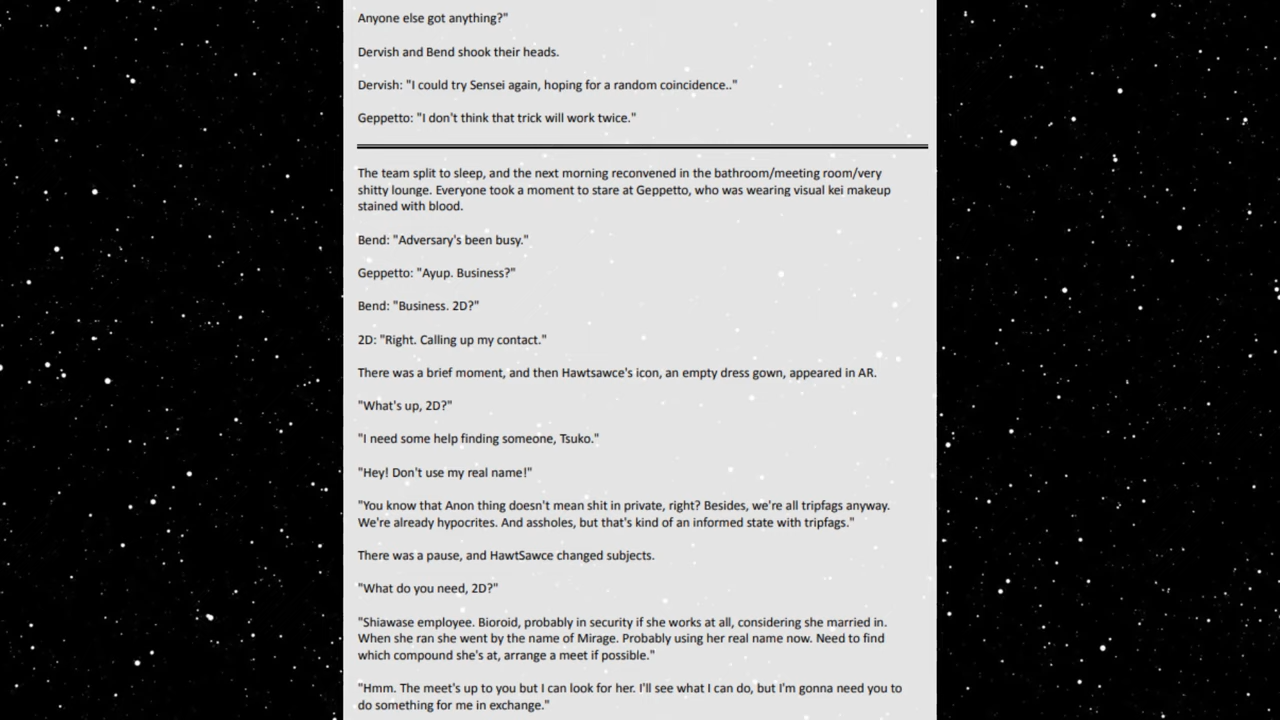 Anyone else got anything?"
Dervish and Bend shook their heads.
Dervish: "I could try Sensei again, hoping for a random coincidence.."
Geppetto: "I don't think that trick will work twice."
The team split to sleep, and the next morning reconvened in the bathroom/meeting room/very
shitty lounge. Everyone took a moment to stare at Geppetto, who was wearing visual kei makeup
stained with blood.
Bend: "Adversary's been busy."
Geppetto: "Ayup. Business?"
Bend: "Business. 2D?"
2D: "Right. Calling up my contact."
There was a brief moment, and then Hawtsawce's icon, an empty dress gown, appeared in AR.
"What's up, 2D?"
"I need some help finding someone, Tsuko."
"Hey! Don't use my real name!"
"You know that Anon thing doesn't mean shit in private, right? Besides, we're all tripfags anyway.
We're already hypocrites. And assholes, but that's kind of an informed state with tripfags."
There was a pause, and HawtSawce changed subjects.
"What do you need, 2D?"
"Shiawase employee. Bioroid, probably in security if she works at all, considering she married in.
When she ran she went by the name of Mirage. Probably using her real name now. Need to find
which compound she's at, arrange a meet if possible."
"Hmm. The meet's up to you but I can look for her. I'll see what I can do, but I'm gonna need you to
do something for me in exchange."